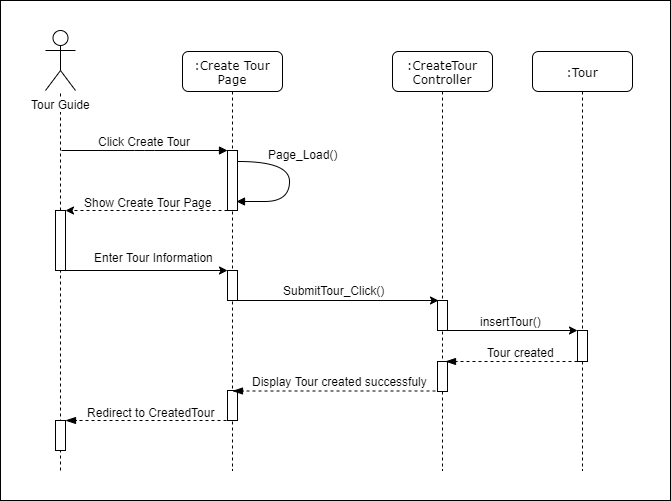 :Create Tour
Page
:CreateTour
Controller
:Tour
Tour Guide
Click Create Tour
Page_Load()
Show Create Tour Page
Enter Tour Information
SubmitTour_Click()
insertTour()
Tour created
Display Tour created successfuly
Redirect to CreatedTour